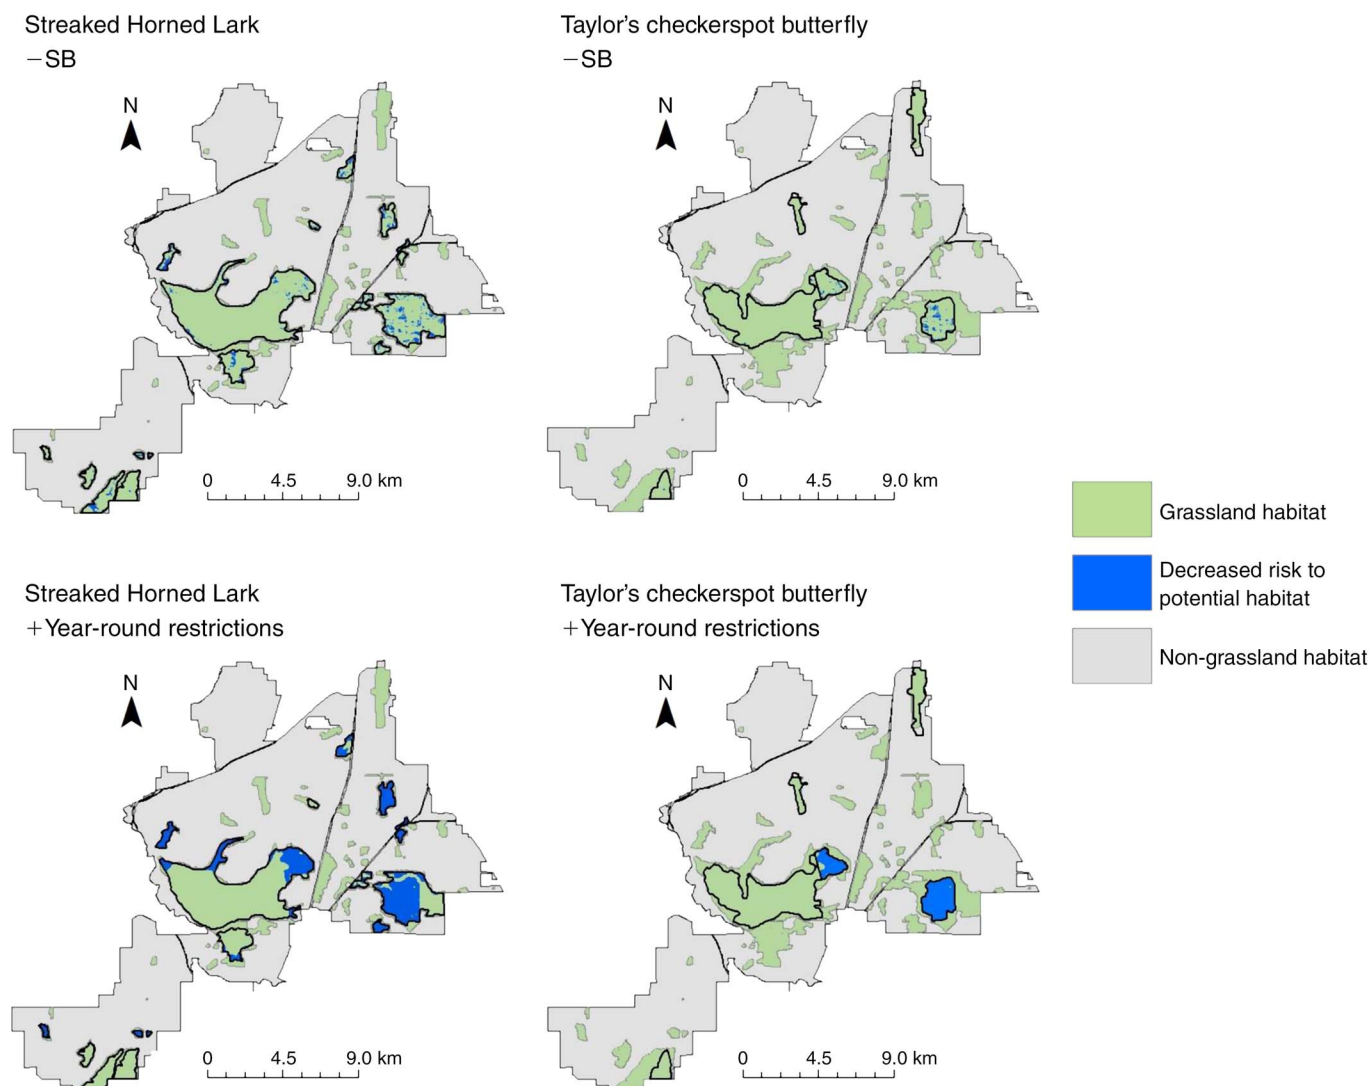 Streaked Horned Lark
−SB
N
0 4.5 9.0 km
Taylor’s checkerspot butterfly
−SB
N
0 4.5 9.0 km
Streaked Horned Lark
+Year-round restrictions
N
0 4.5 9.0 km
Taylor’s checkerspot butterfly
+Year-round restrictions
N
0 4.5 9.0 km
Grassland habitat
Decreased risk to
potential habitat
Non-grassland habitat